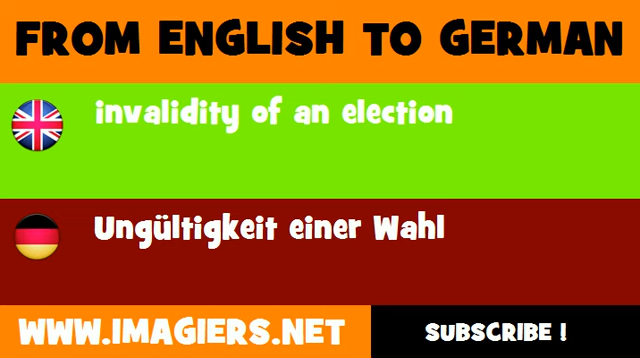 FROM ENGLISH TO GERMAN
invalidity of an election
Ungültigkeit einer Wahl
WWW.IMAGIERS.NET
SUBSCRIBE !